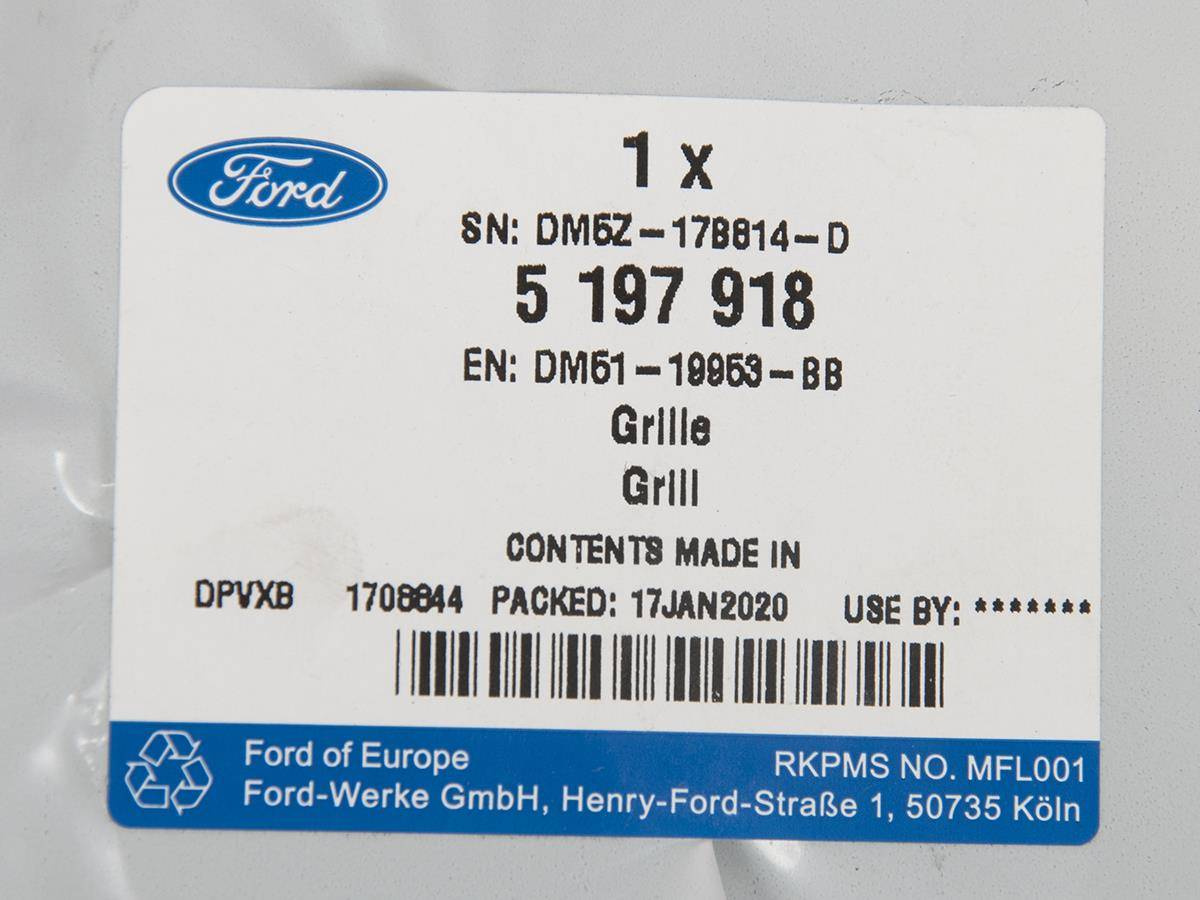 Ford
1 x
SN: DM5Z-17B814-D
5 197 918
EN: DM51-19953-BB
Grille
Grill
CONTENTS MADE IN
DPVXB 1708844 PACKED: 17JAN2020 USE BY: *******
Ford of Europe
RKPMS NO. MFL001
Ford-Werke GmbH, Henry-Ford-Straße 1, 50735 Köln